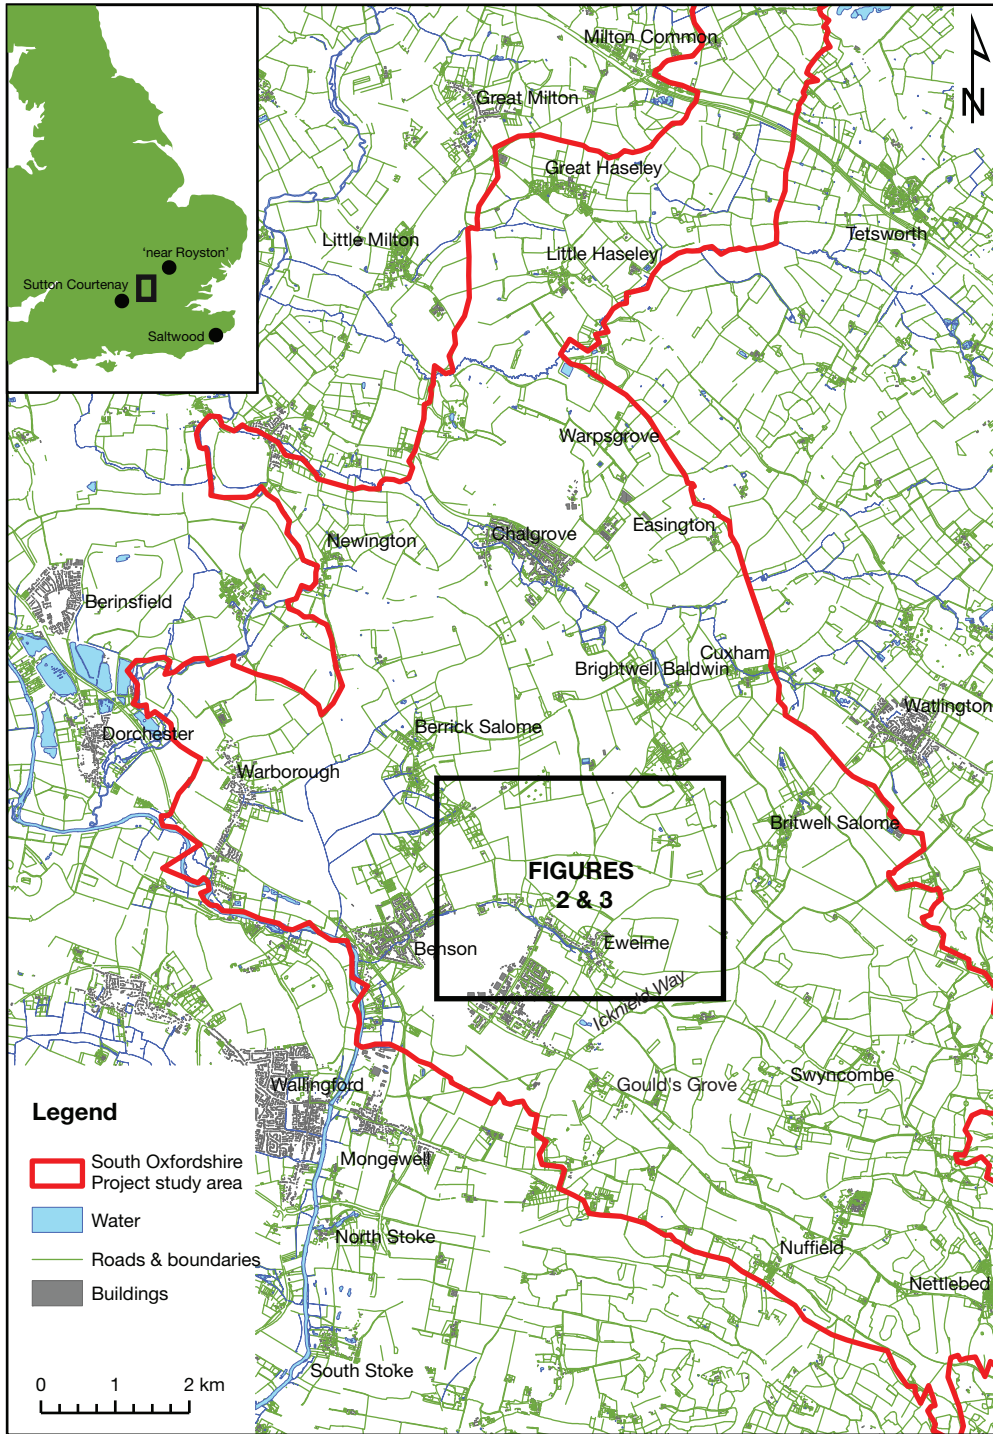 Milton Common
N
Great Milton
Great Haseley
Tetsworth
Little Milton
Little Haseley
'near Royston'
Sutton Courtenay
Saltwood
Warpsgrove
Easington
Chalgrove
Newington
Berinsfield
Cuxham
Brightwell Baldwin
Watlington
Dorchester
Berrick Salome
Warborough
Britwell Salome
FIGURES
2 & 3
Benson
Ewelme
Icknield Way
Swyncombe
Gould's Grove
Wallingford
Mongewell
North Stoke
Nuffield
Nettlebed
South Stoke
Legend
South Oxfordshire
Project study area
Water
Roads & boundaries
Buildings
0 1 2 km